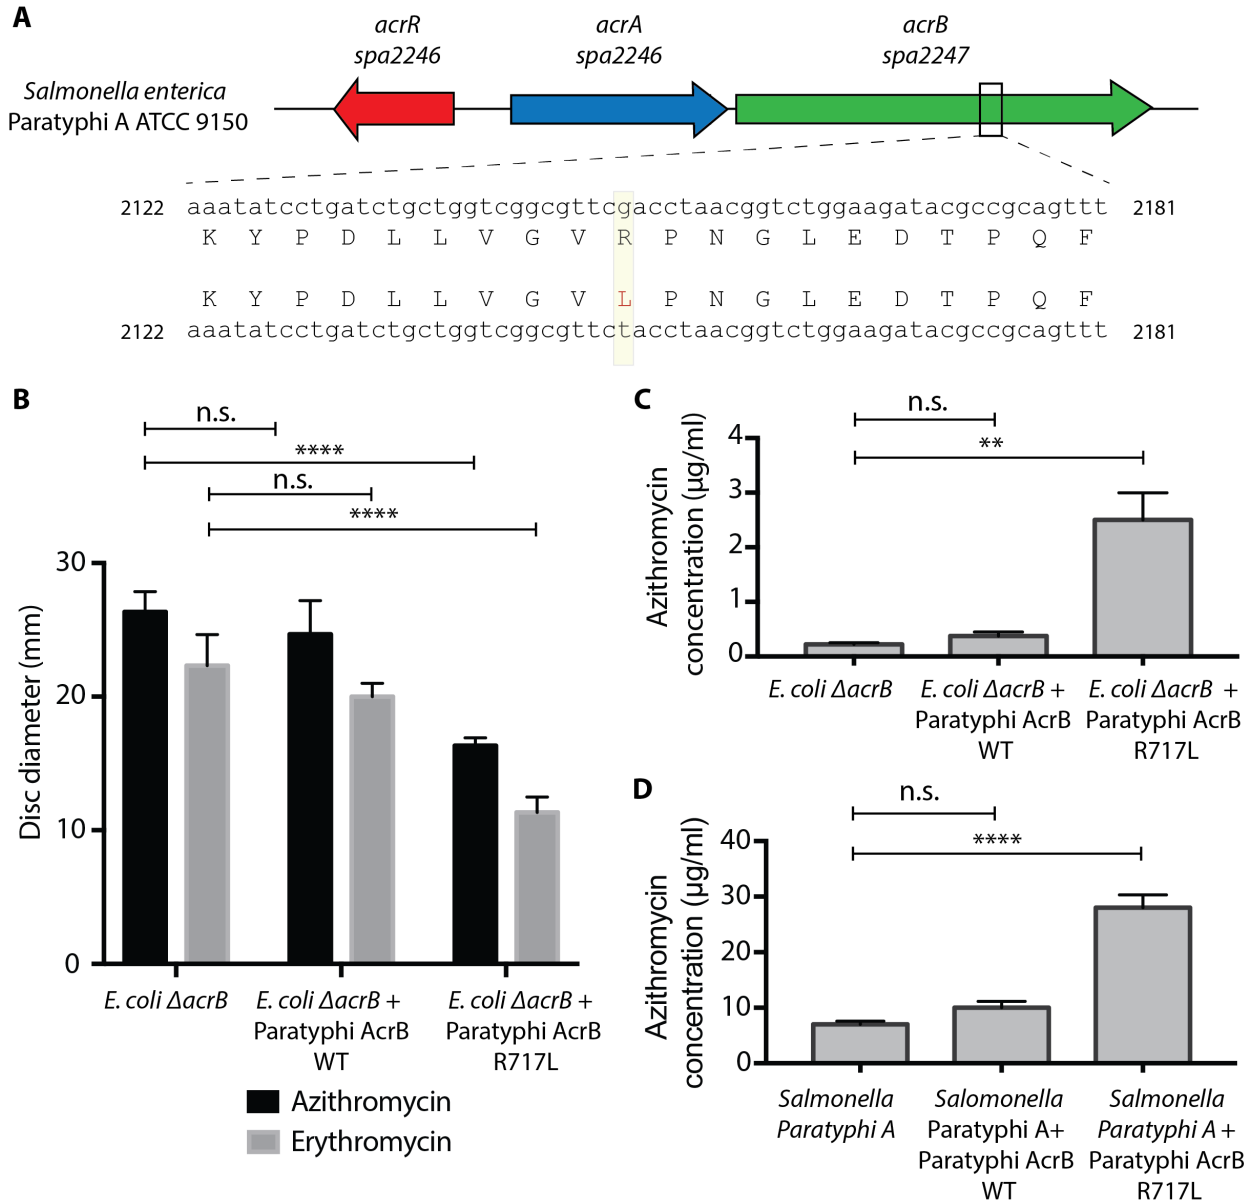 A
acrR
spa2246
acrA
spa2246
acrB
spa2247
Salmonella enterica
Paratyphi A ATCC 9150
2122 aaatatcctgatctgctggtcggcgttcgacctaacggtctggaagatacgccgcagttt 2181
K Y P D L L V G V R P N G L E D T P Q F
K Y P D L L V G V L P N G L E D T P Q F
2122 aaatatcctgatctgctggtcggcgttctacctaacggtctggaagatacgccgcagttt 2181
B
n.s.
****
n.s.
****
Disc diameter (mm)
30
20
10
0
E. coli ΔacrB
E. coli ΔacrB +
Paratyphi AcrB
WT
E. coli ΔacrB +
Paratyphi AcrB
R717L
Azithromycin
Erythromycin
C
n.s.
**
Azithromycin
concentration (µg/ml)
4
3
2
1
0
E. coli ΔacrB
E. coli ΔacrB +
Paratyphi AcrB
WT
E. coli ΔacrB +
Paratyphi AcrB
R717L
D
n.s.
****
Azithromycin
concentration (µg/ml)
40
30
20
10
0
Salmonella
Paratyphi A
Salomonella
Paratyphi A+
Paratyphi AcrB
WT
Salmonella
Paratyphi A +
Paratyphi AcrB
R717L